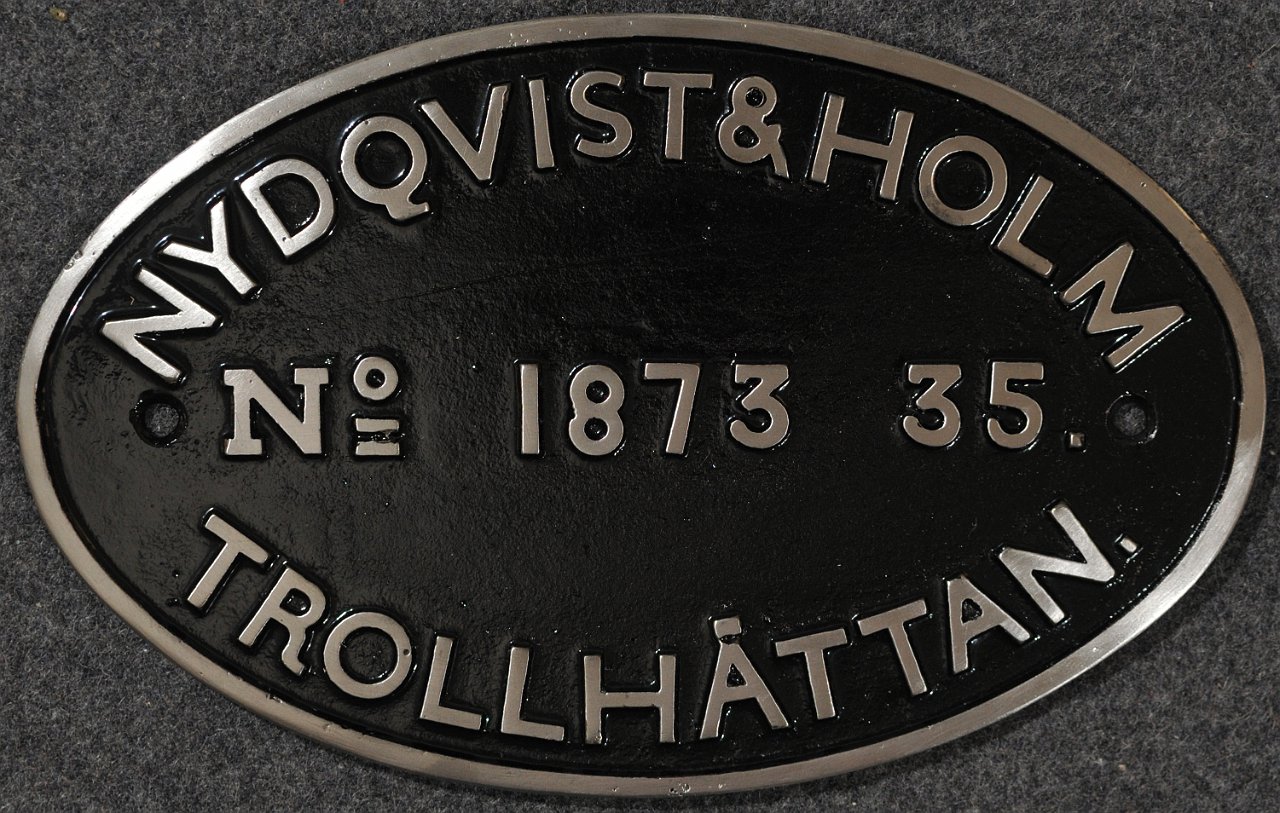 NYDQVIST & HOLM
Nº 1873 35.
TROLLHÄTTAN.